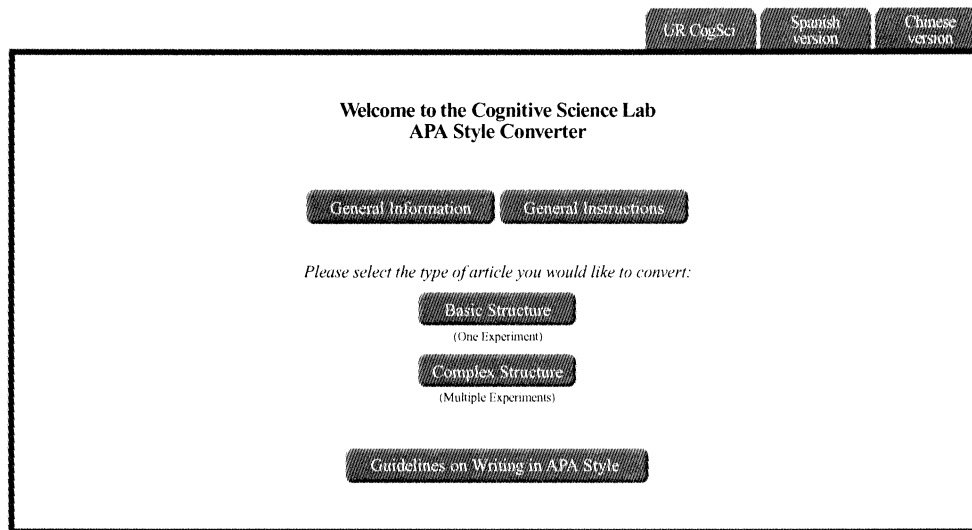 UR CogSci
Spanish
version
Chinese
version
Welcome to the Cognitive Science Lab
APA Style Converter
General Information
General Instructions
Please select the type of article you would like to convert:
Basic Structure
(One Experiment)
Complex Structure
(Multiple Experiments)
Guidelines on Writing in APA Style